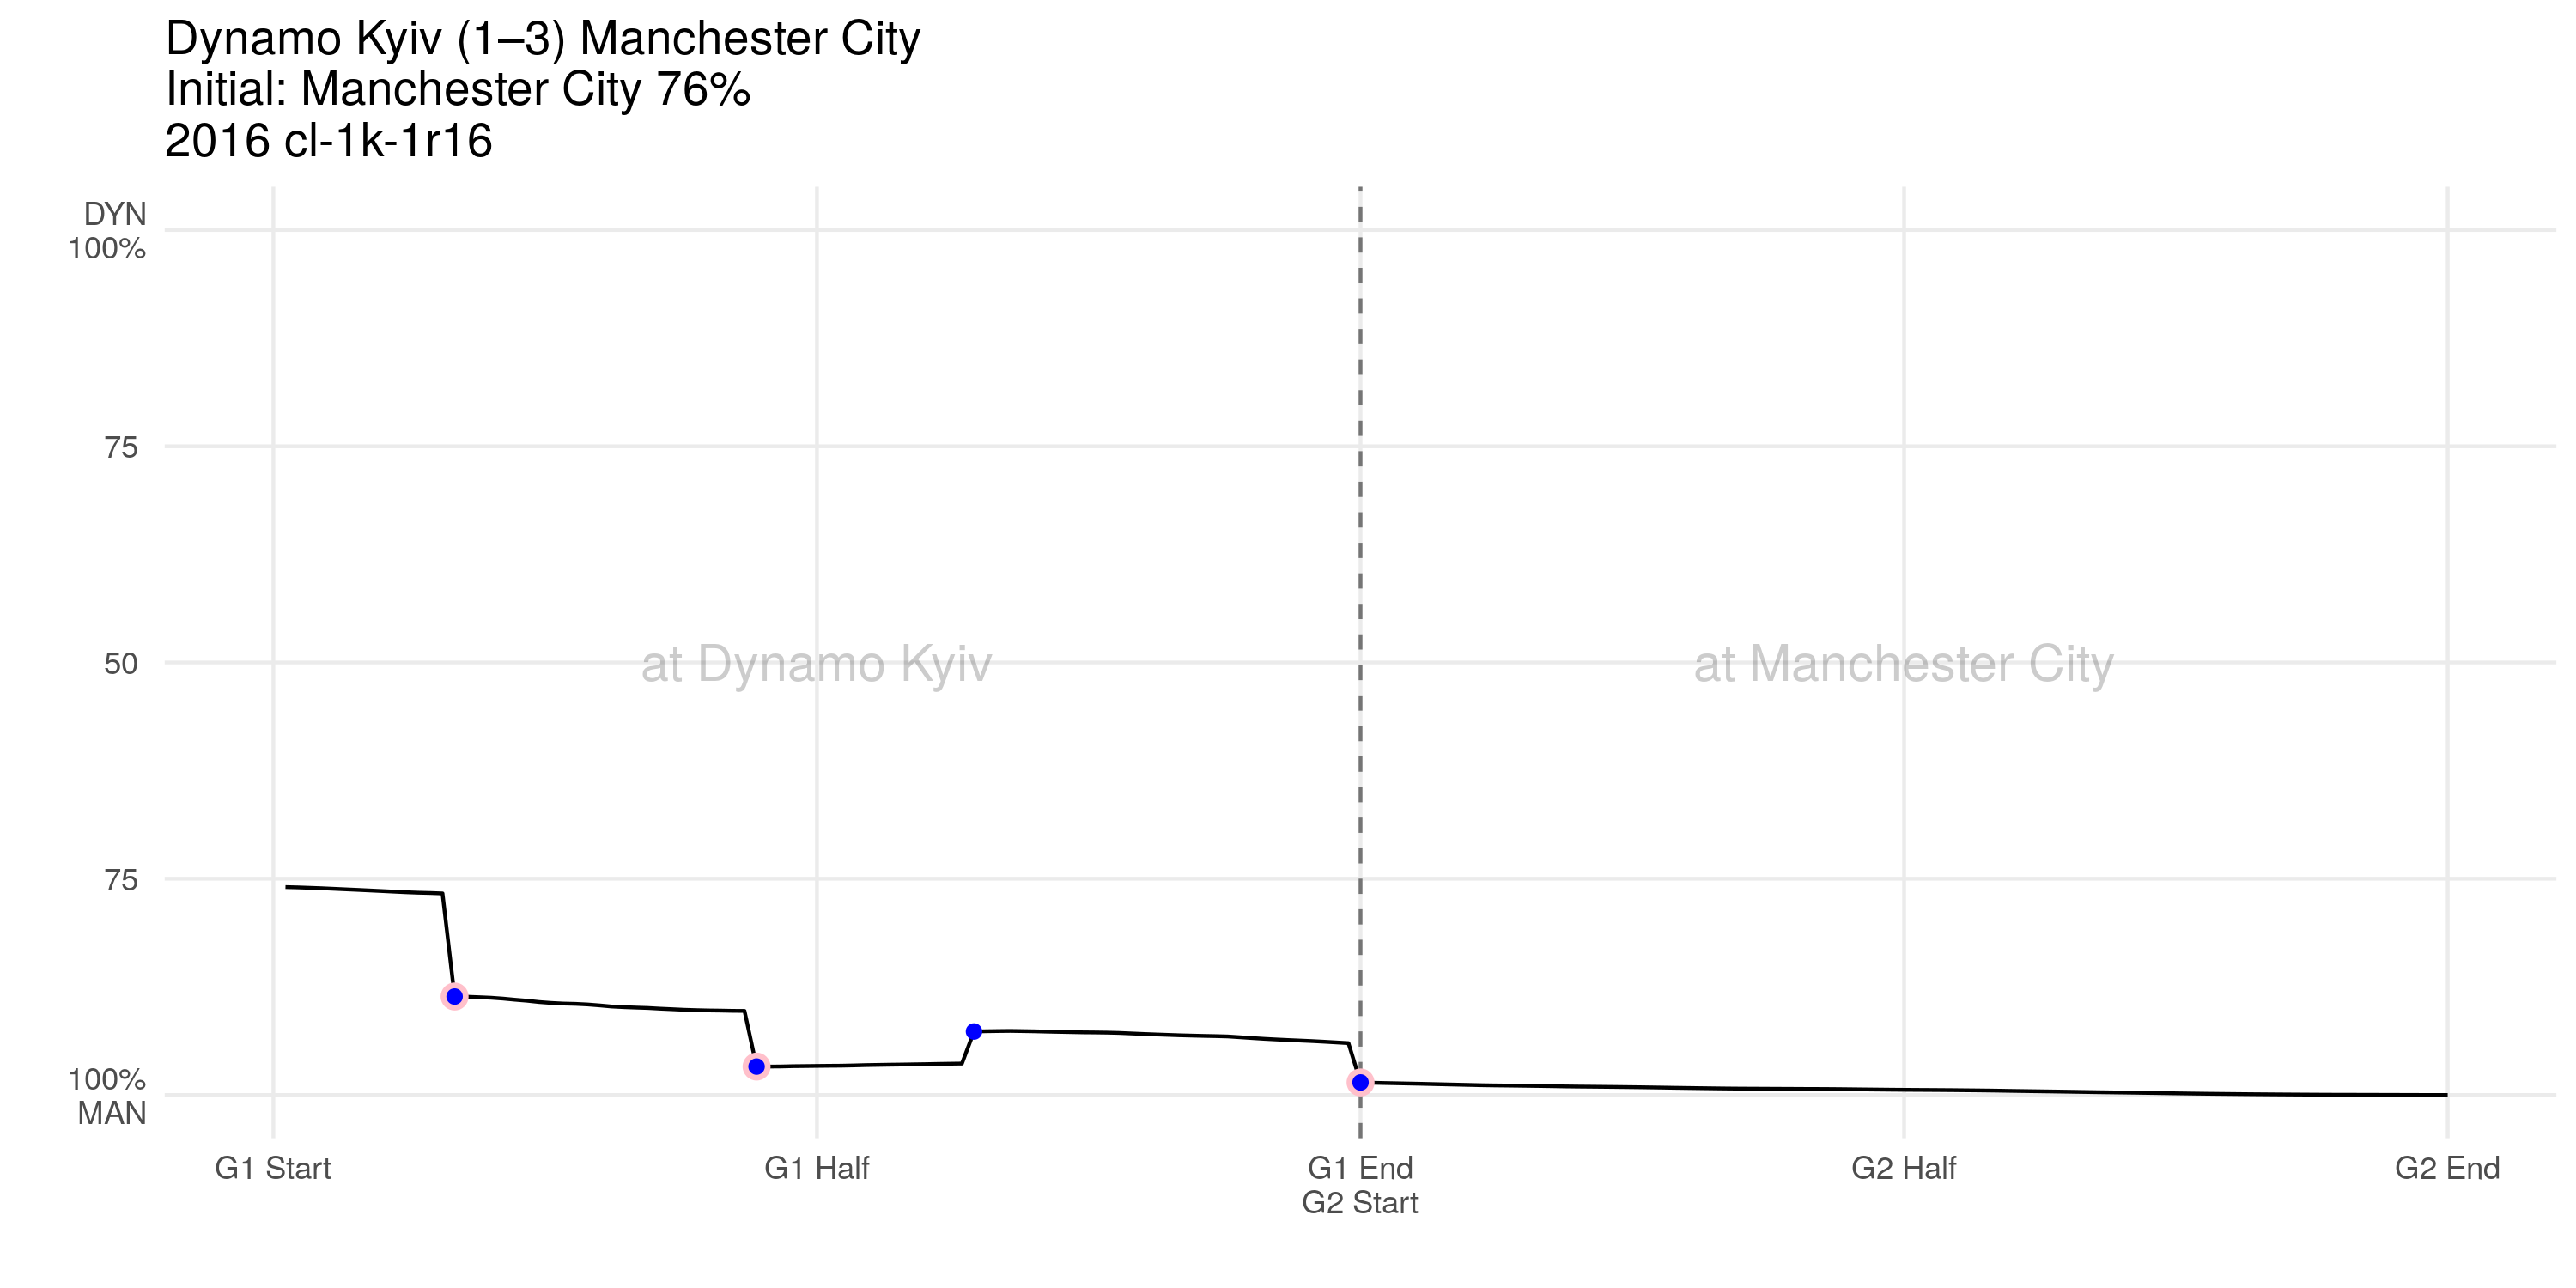 Dynamo Kyiv (1–3) Manchester City
Initial: Manchester City 76%
2016 cl-1k-1r16
DYN
100%
75
50
75
100%
MAN
at Dynamo Kyiv
at Manchester City
G1 Start
G1 Half
G1 End
G2 Start
G2 Half
G2 End